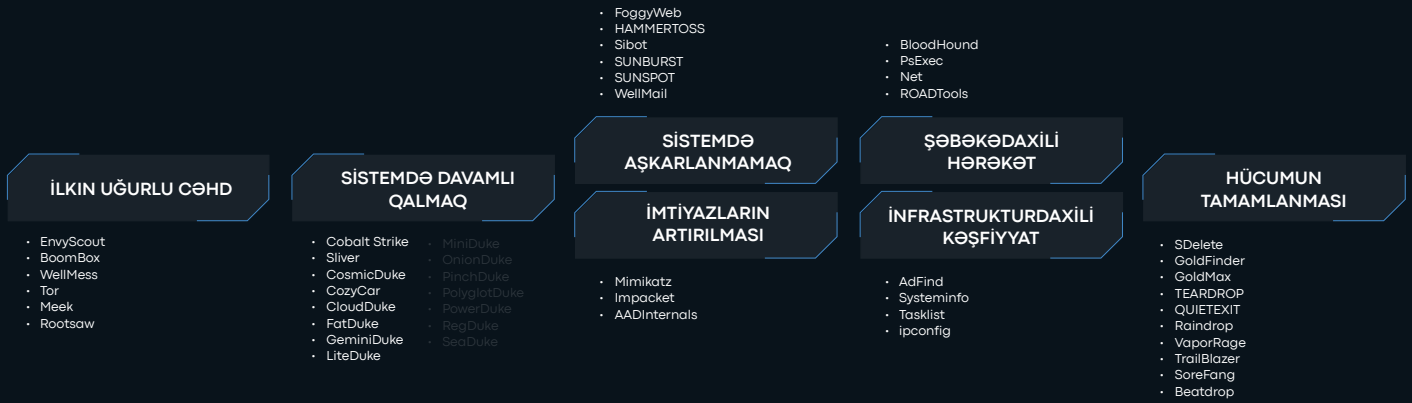 İLKIN UĞURLU CƏHD
• EnvyScout
• BoomBox
• WellMess
• Tor
• Meek
• Rootsaw
SİSTEMDƏ DAVAMLI
QALMAQ
• Cobalt Strike
• Sliver
• CosmicDuke
• CozyCar
• CloudDuke
• FatDuke
• GeminiDuke
• LiteDuke
• MiniDuke
• OnionDuke
• PinchDuke
• PolyglotDuke
• PowerDuke
• RegDuke
• SeaDuke
• FoggyWeb
• HAMMERTOSS
• Sibot
• SUNBURST
• SUNSPOT
• WellMail
SİSTEMDƏ
AŞKARLANMAMAQ
İMTİYAZLARIN
ARTIRILMASI
• Mimikatz
• Impacket
• AADInternals
• BloodHound
• PsExec
• Net
• ROADTools
ŞƏBƏKƏDAXİLİ
HƏRƏKƏT
İNFRASTRUKTURDAXİLİ
KƏŞFİYYAT
• AdFind
• Systeminfo
• Tasklist
• ipconfig
HÜCUMUN
TAMAMLANMASI
• SDelete
• GoldFinder
• GoldMax
• TEARDROP
• QUIETEXIT
• Raindrop
• VaporRage
• TrailBlazer
• SoreFang
• Beatdrop